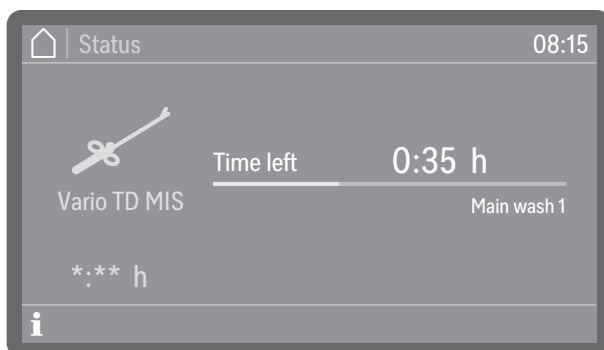 Status 08:15
Time left 0:35 h
Vario TD MIS
Main wash 1
*:** h
i